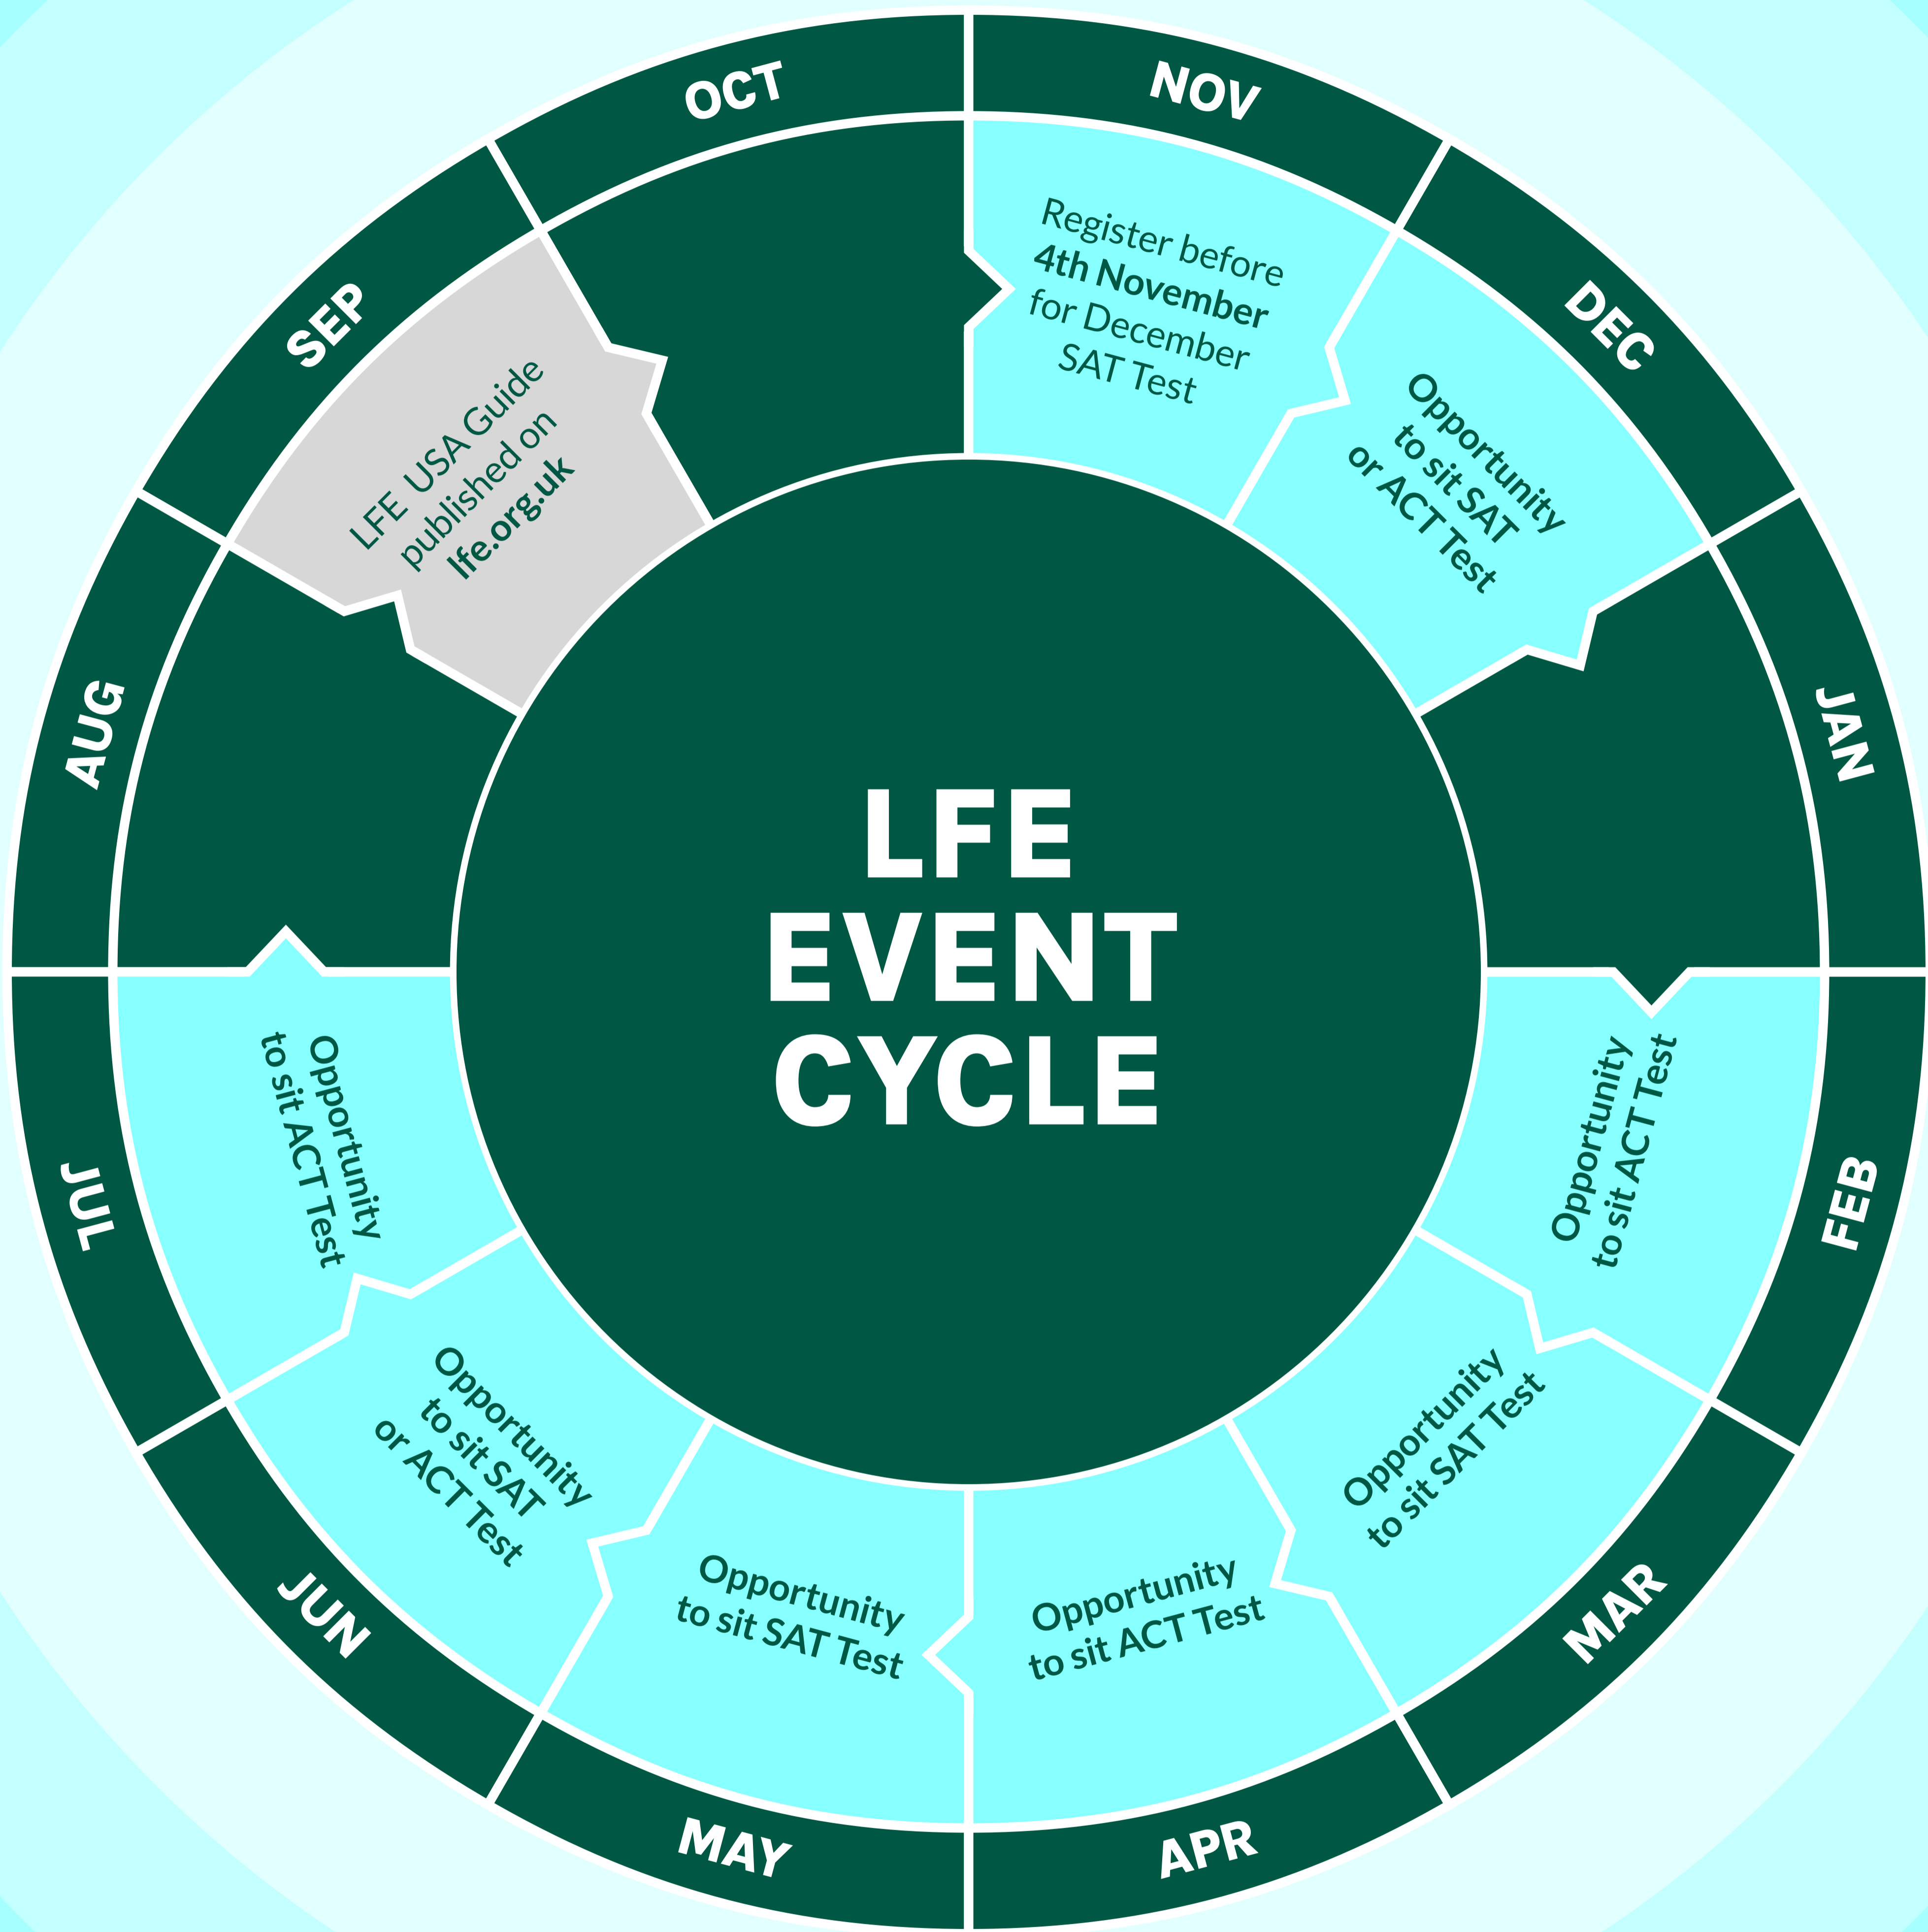 LFE
EVENT
CYCLE
SEP
LFE USA Guide
published on
lfe.org.uk
OCT
NOV
Register before
4th November
for December
SAT Test
DEC
Opportunity
to sit SAT
or ACT Test
JAN
FEB
Opportunity
to sit ACT Test
MAR
Opportunity
to sit SAT Test
APR
Opportunity
to sit ACT Test
MAY
Opportunity
to sit SAT Test
JUN
Opportunity
to sit SAT
or ACT Test
JUL
Opportunity
to sit ACT Test
AUG